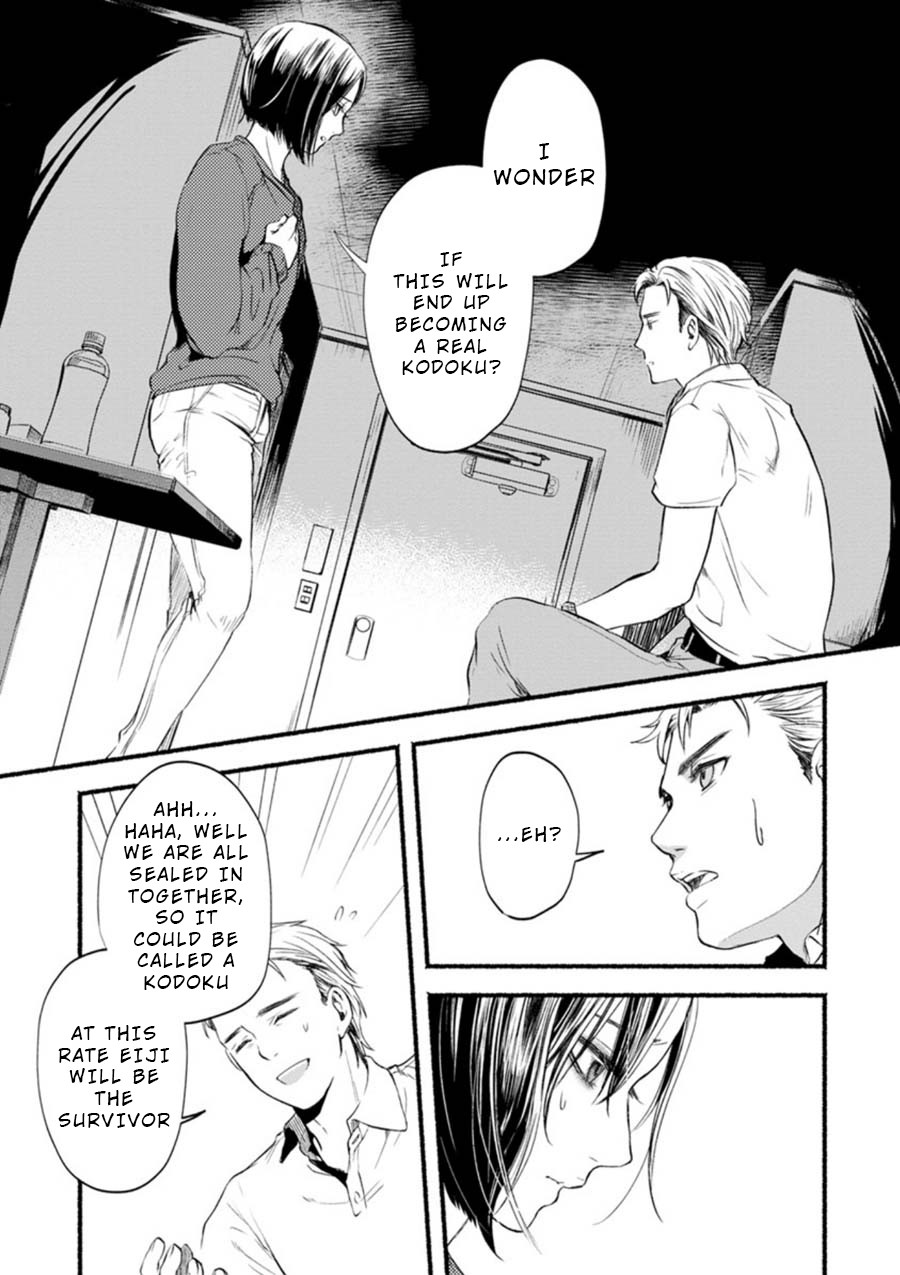 I
WONDER
IF
THIS WILL
END UP
BECOMING
A REAL
KODOKU?
...EH?
AHH...
HAHA, WELL
WE ARE ALL
SEALED IN
TOGETHER,
SO IT
COULD BE
CALLED A
KODOKU
AT THIS
RATE EIJI
WILL BE
THE
SURVIVOR